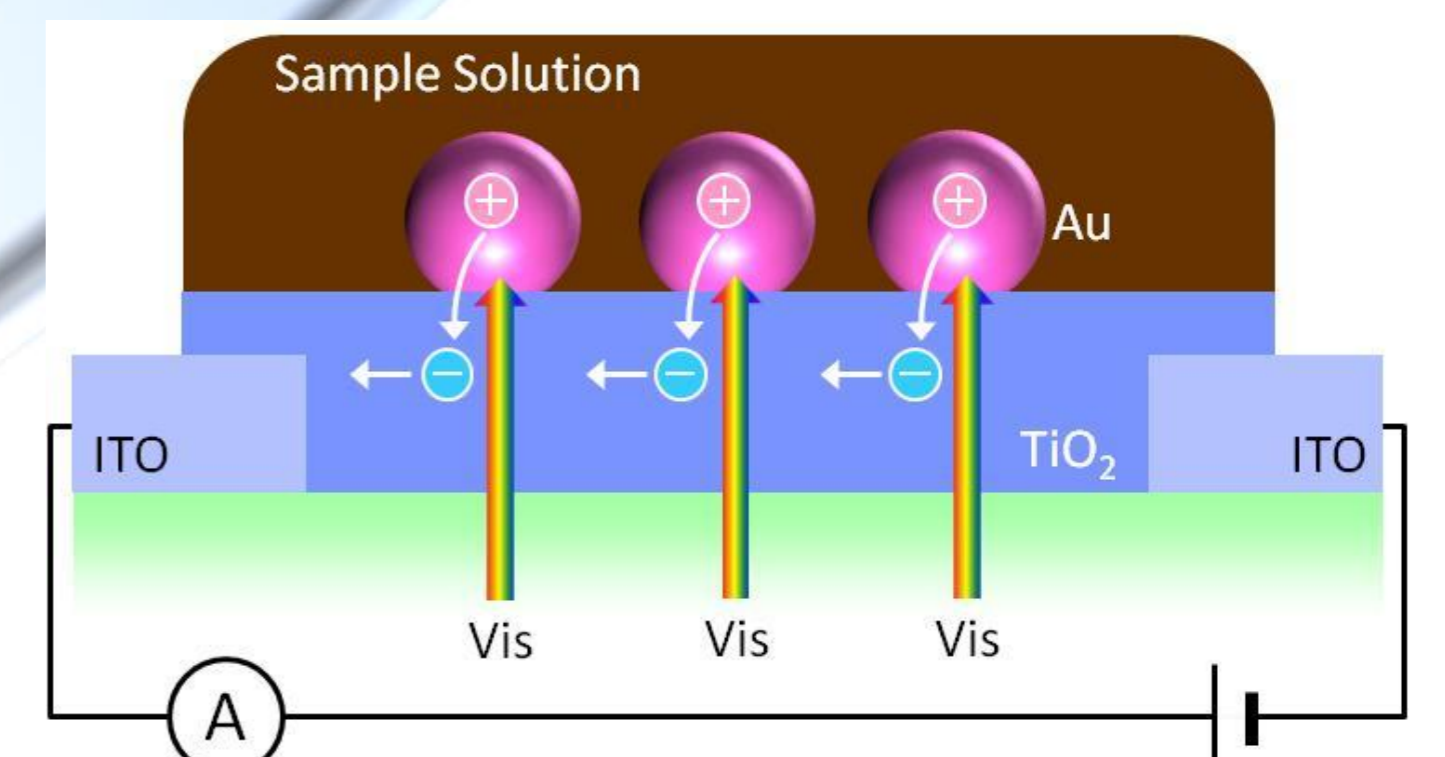 Sample Solution
+ + +
Au
− − −
ITO
TiO₂
ITO
Vis Vis Vis
A